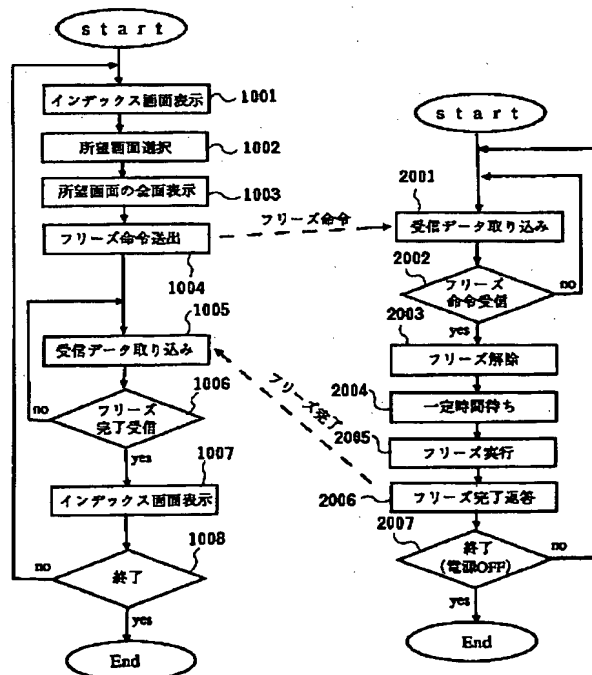 start
インデックス画面表示
1001
所望画面選択
1002
所望画面の全面表示
1003
フリーズ命令送出
1004
フリーズ命令
1005
受信データ取り込み
フリーズ
完了受信
1006
no
yes
フリーズ完了
1007
インデックス画面表示
1008
終了
no
yes
End
start
2001
受信データ取り込み
2002
フリーズ
命令受信
no
yes
2003
フリーズ解除
2004
一定時間待ち
2005
フリーズ実行
2006
フリーズ完了返答
2007
終了
(電源OFF)
no
yes
End